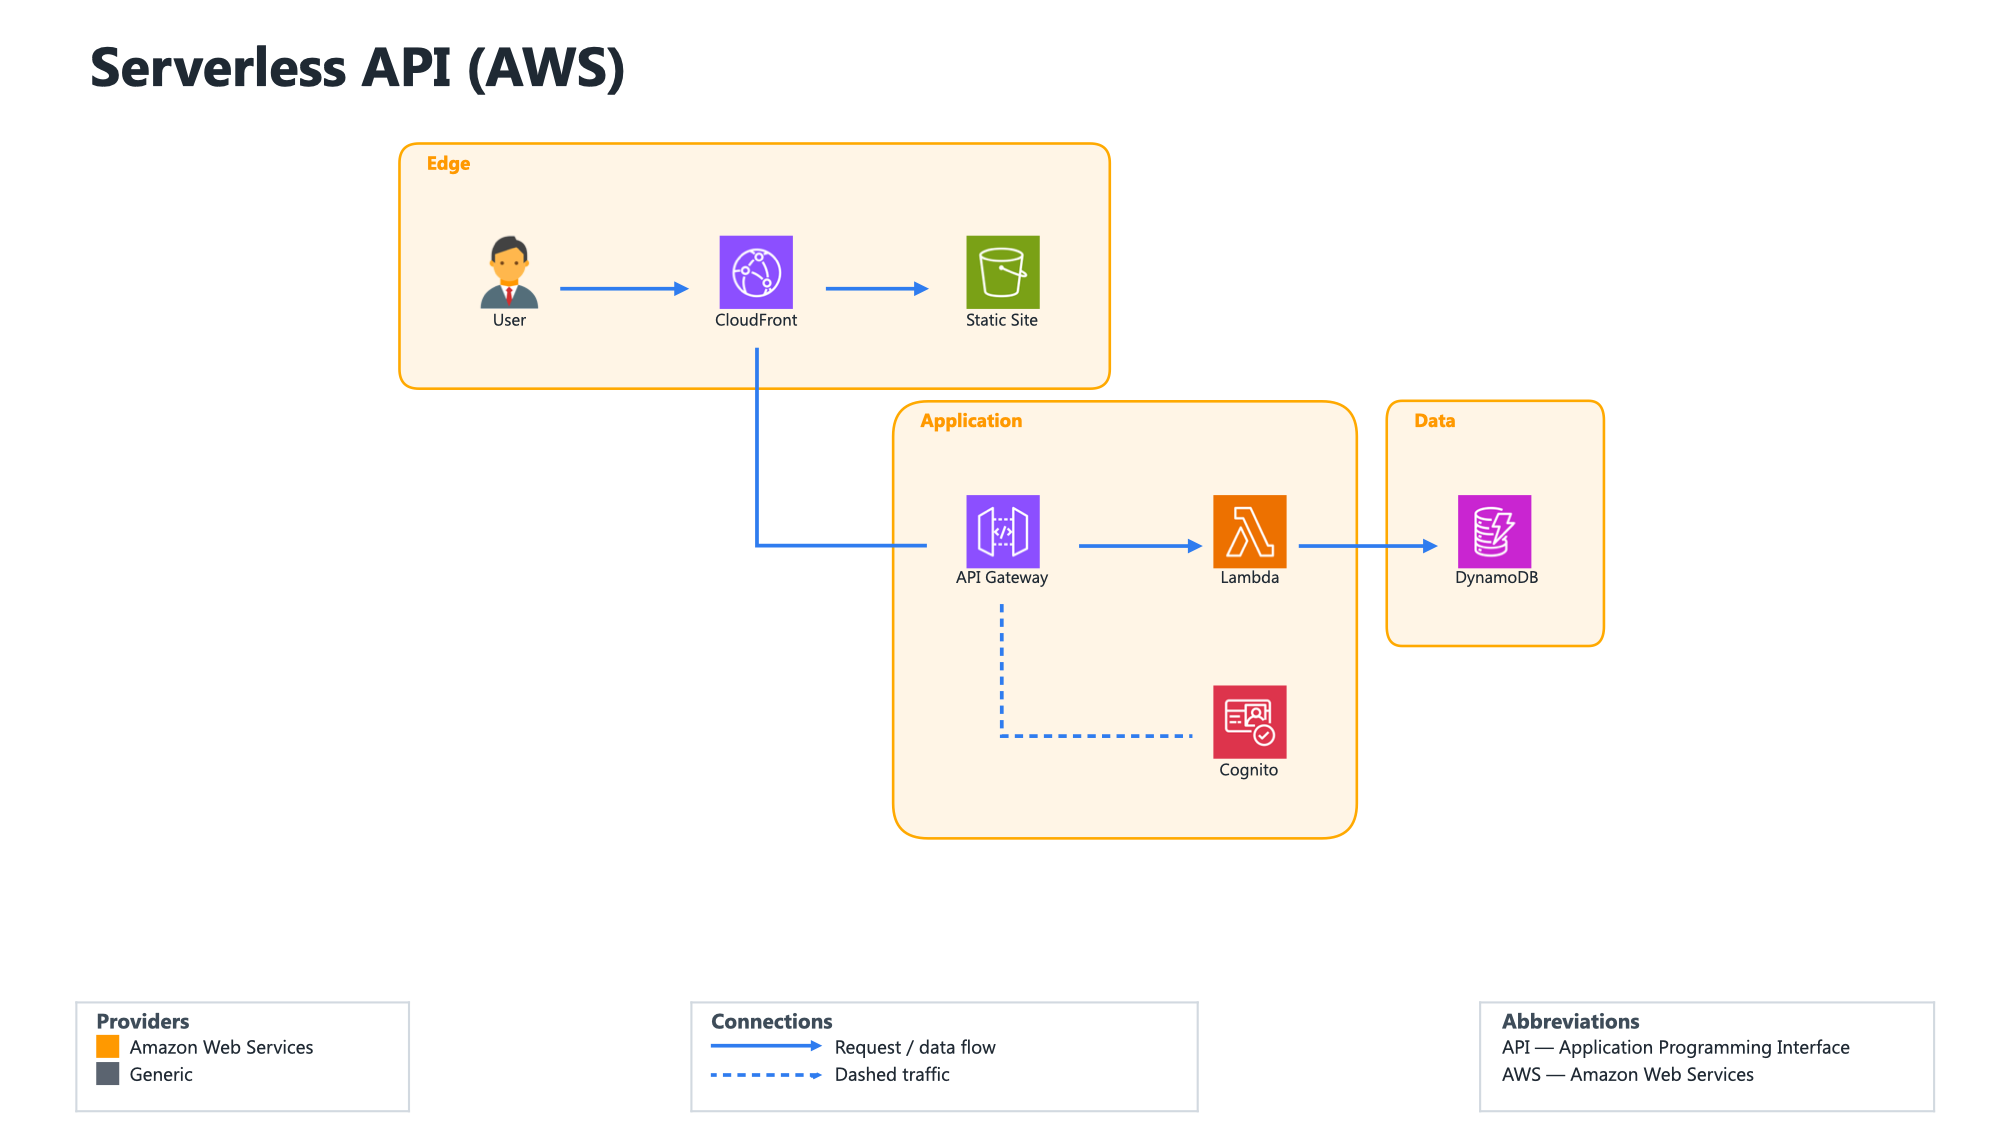 Serverless API (AWS)
Edge
User
CloudFront
Static Site
Application
Data
API Gateway
Lambda
DynamoDB
Cognito
Providers
Amazon Web Services
Generic
Connections
Request / data flow
Dashed traffic
Abbreviations
API — Application Programming Interface
AWS — Amazon Web Services